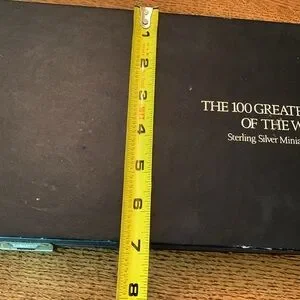 THE 100 GREATE
OF THE W
Sterling Silver Minia
1
2
3
4
5
6
7
8